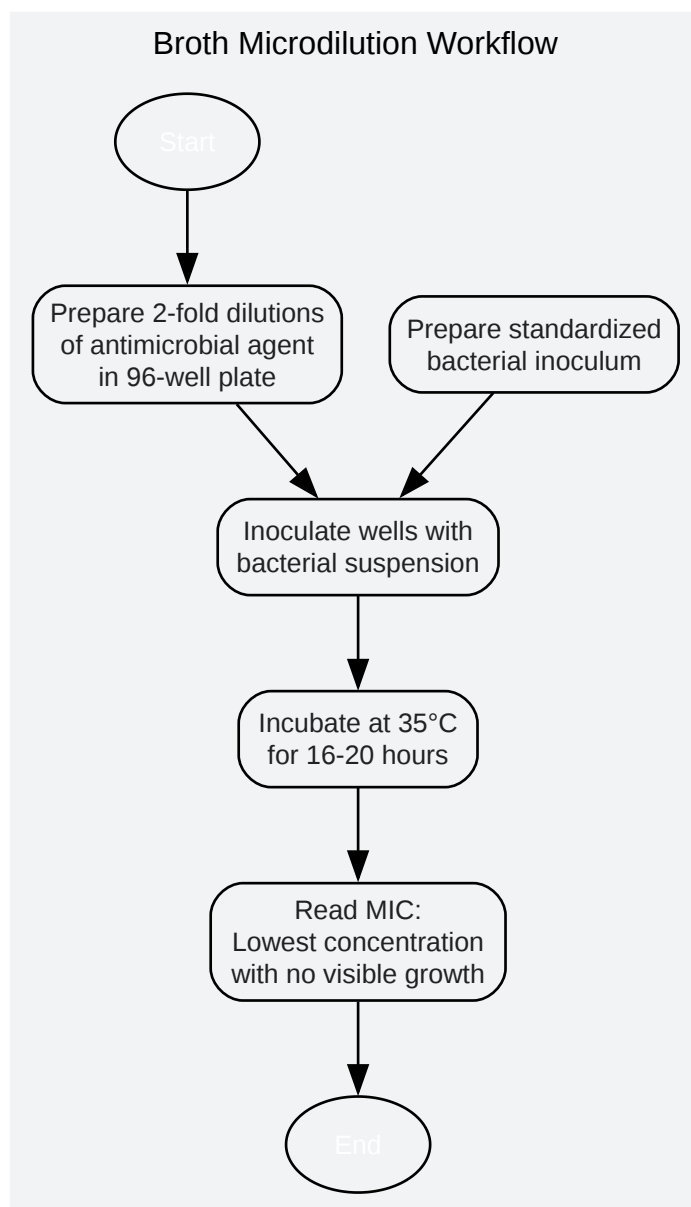 Broth Microdilution Workflow
Start
Prepare 2-fold dilutions
of antimicrobial agent
in 96-well plate
Prepare standardized
bacterial inoculum
Inoculate wells with
bacterial suspension
Incubate at 35°C
for 16-20 hours
Read MIC:
Lowest concentration
with no visible growth
End